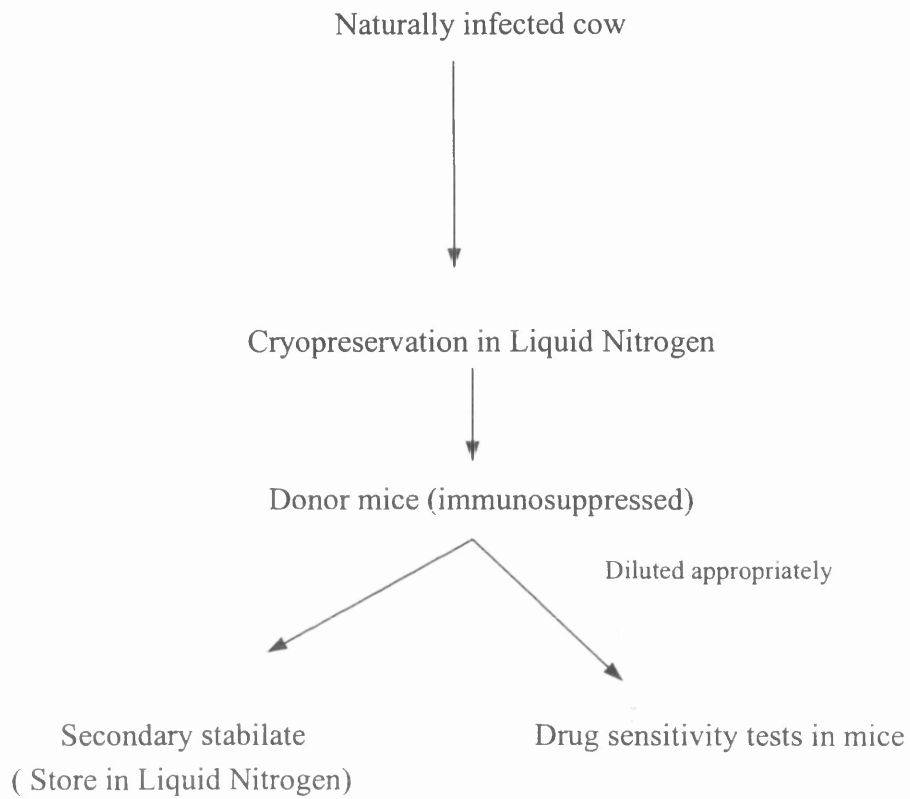 Naturally infected cow
Cryopreservation in Liquid Nitrogen
Donor mice (immunosuppressed)
Diluted appropriately
Secondary stabilate
( Store in Liquid Nitrogen)
Drug sensitivity tests in mice